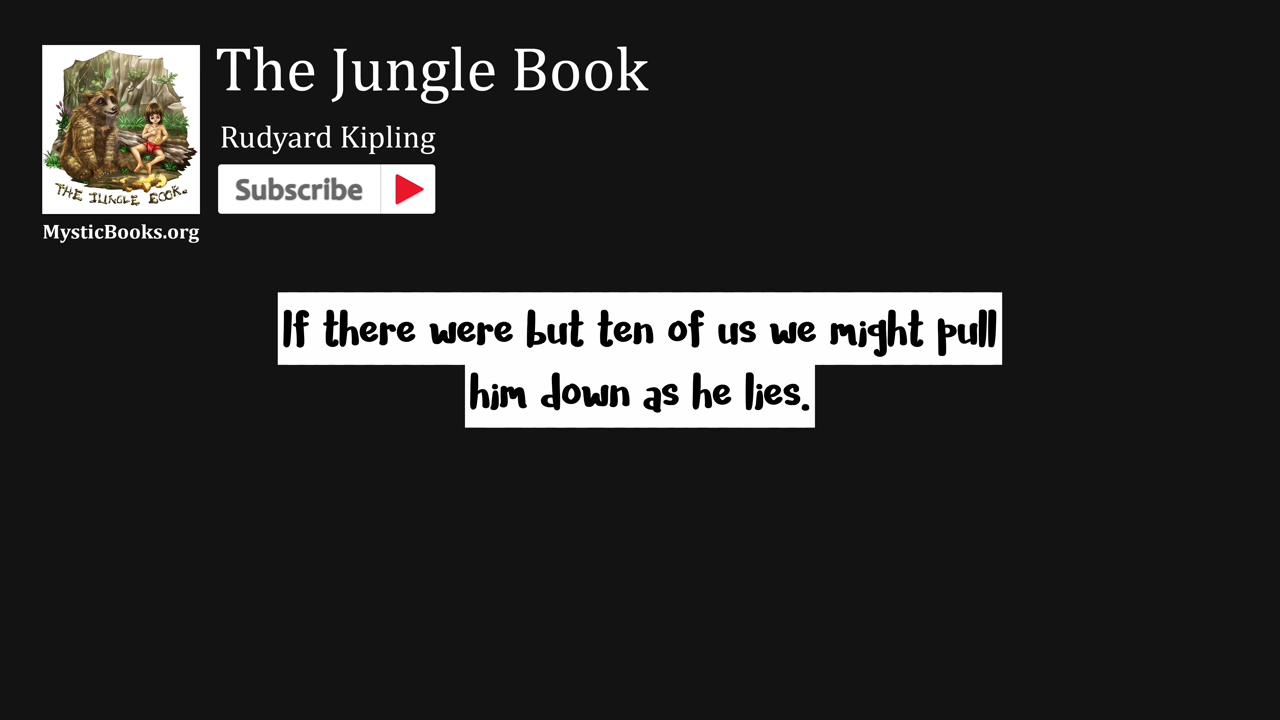 The Jungle Book
Rudyard Kipling
Subscribe
THE JUNGLE BOOK.
MysticBooks.org
If there were but ten of us we might pull
him down as he lies.